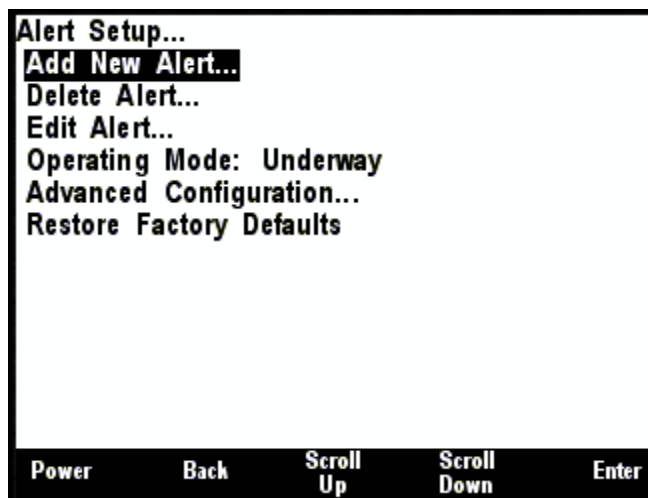 Alert Setup...
Add New Alert...
Delete Alert...
Edit Alert...
Operating Mode: Underway
Advanced Configuration...
Restore Factory Defaults
Power Back Scroll Up Scroll Down Enter